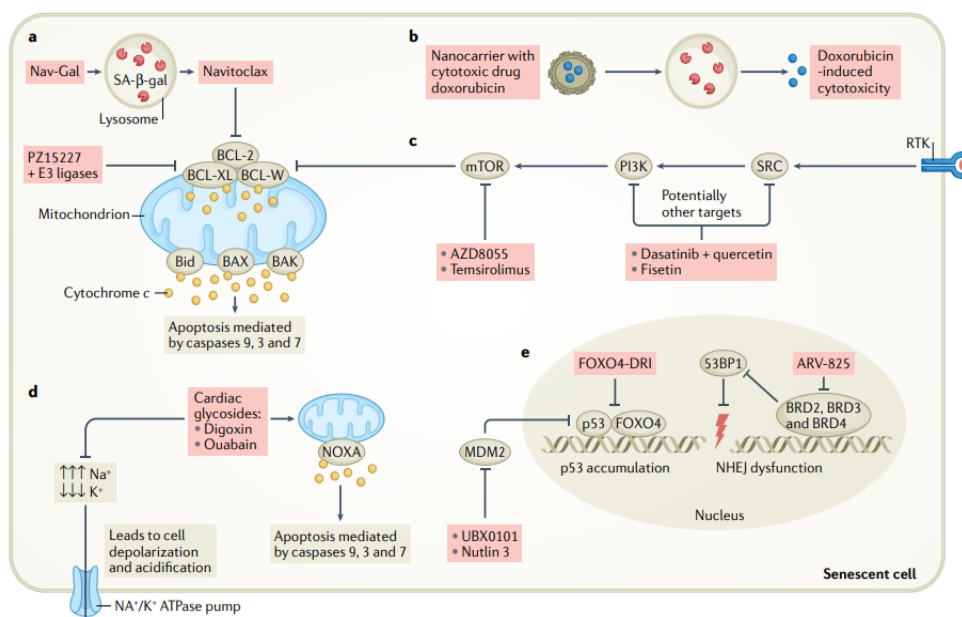 a
Nav-Gal
SA-β-gal
Navitoclax
Lysosome
PZ15227
+ E3 ligases
BCL-2
BCL-XL
BCL-W
Mitochondrion
Bid
BAX
BAK
Cytochrome c
Apoptosis mediated
by caspases 9, 3 and 7
b
Nanocarrier with
cytotoxic drug
doxorubicin
Doxorubicin
-induced
cytotoxicity
c
mTOR
PI3K
SRC
RTK
Potentially
other targets
• AZD8055
• Temsirolimus
• Dasatinib + quercetin
• Fisetin
d
Cardiac
glycosides:
• Digoxin
• Ouabain
↑↑↑ Na⁺
↓↓↓ K⁺
NOXA
Leads to cell
depolarization
and acidification
Apoptosis mediated
by caspases 9, 3 and 7
NA⁺/K⁺ ATPase pump
e
FOXO4-DRI
53BP1
ARV-825
p53
FOXO4
BRD2, BRD3
and BRD4
MDM2
p53 accumulation
NHEJ dysfunction
Nucleus
• UBX0101
• Nutlin 3
Senescent cell